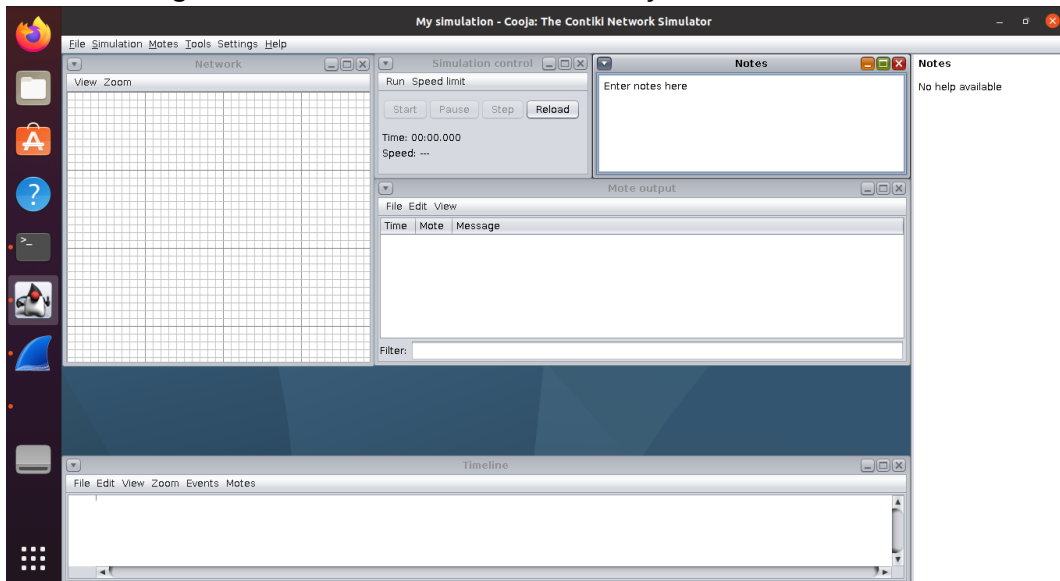 My simulation - Cooja: The Contiki Network Simulator
File Simulation Motes Tools Settings Help
Network
View Zoom
Simulation control
Run Speed limit
Start Pause Step Reload
Time: 00:00.000
Speed: ---
Notes
Enter notes here
Notes
No help available
Mote output
File Edit View
Time Mote Message
Filter:
Timeline
File Edit View Zoom Events Motes